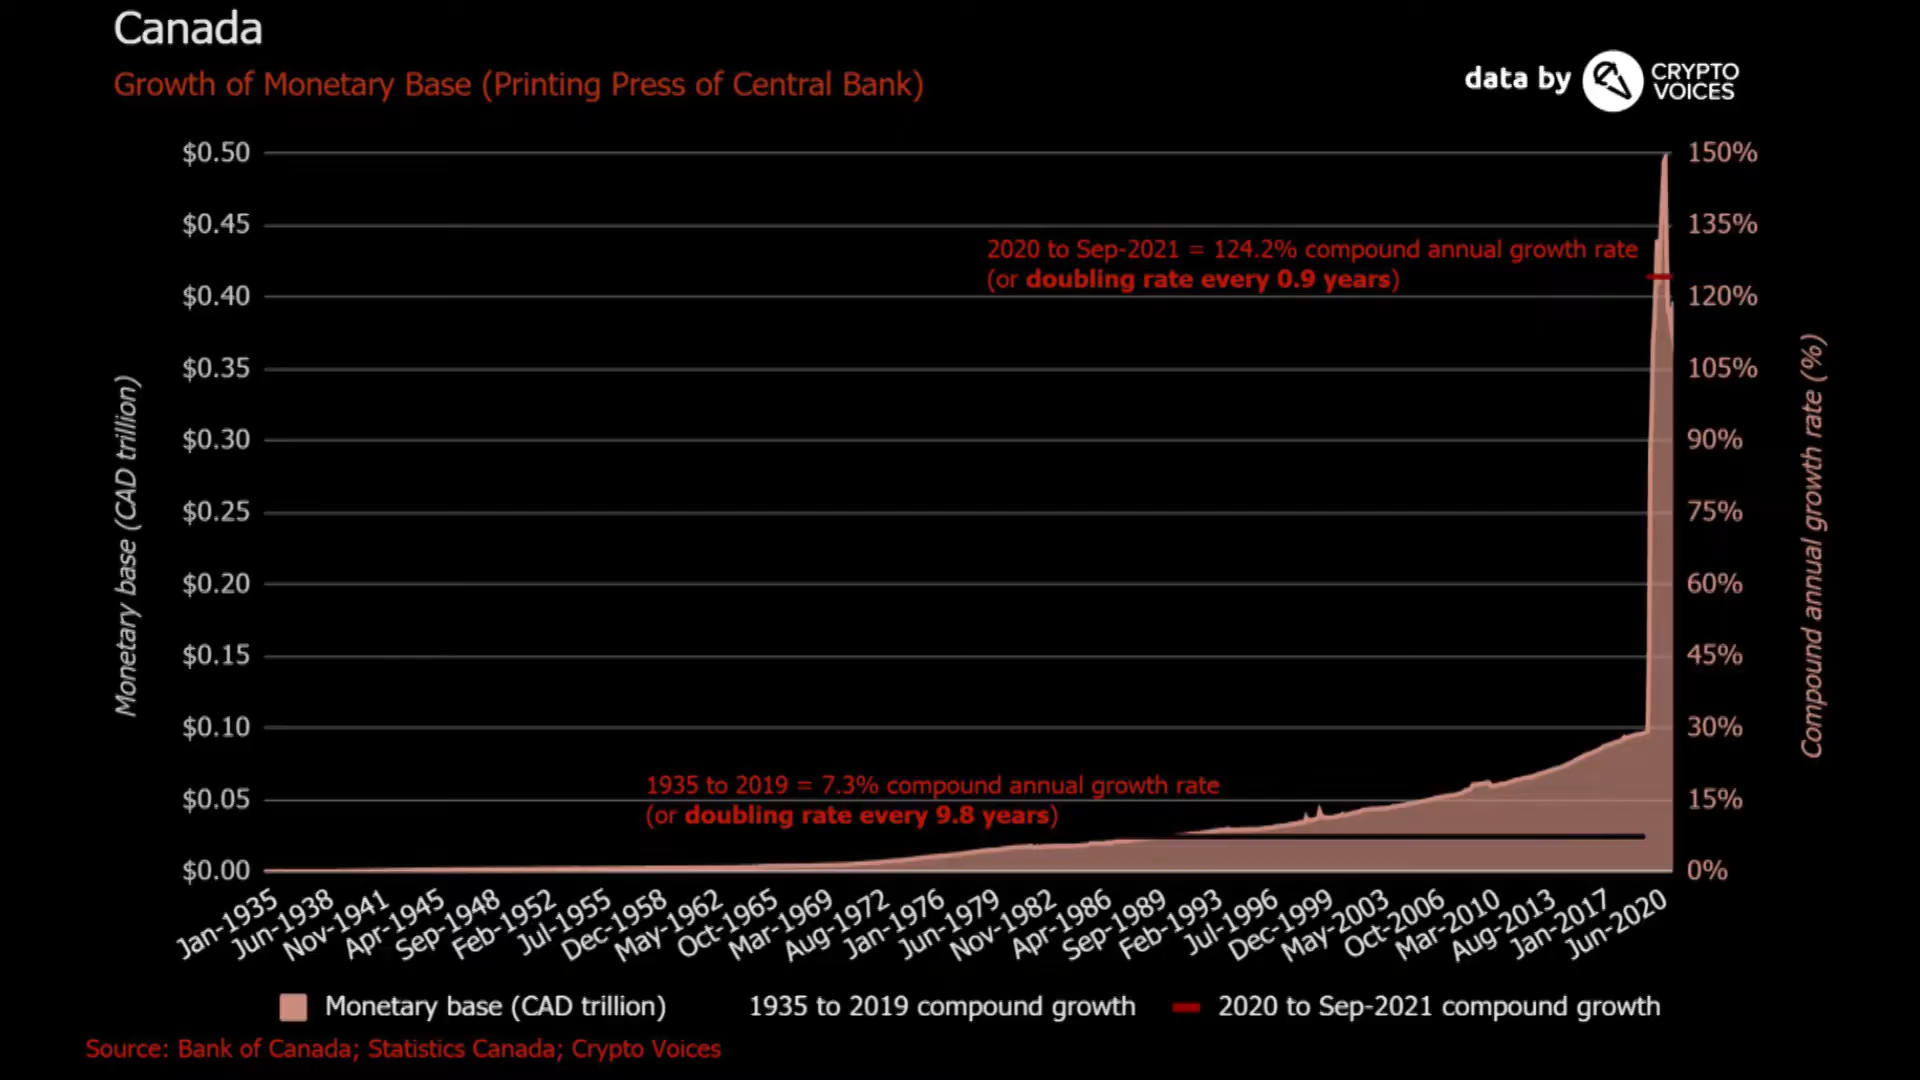 Canada
Growth of Monetary Base (Printing Press of Central Bank)
data by CRYPTO VOICES
$0.50
$0.45
$0.40
$0.35
$0.30
$0.25
$0.20
$0.15
$0.10
$0.05
$0.00
Monetary base (CAD trillion)
2020 to Sep-2021 = 124.2% compound annual growth rate
(or doubling rate every 0.9 years)
1935 to 2019 = 7.3% compound annual growth rate
(or doubling rate every 9.8 years)
150%
135%
120%
105%
90%
75%
60%
45%
30%
15%
0%
Compound annual growth rate (%)
Jan-1935
Jun-1938
Nov-1941
Apr-1945
Sep-1948
Feb-1952
Jul-1955
Dec-1958
May-1962
Oct-1965
Mar-1969
Aug-1972
Jan-1976
Jun-1979
Nov-1982
Apr-1986
Sep-1989
Feb-1993
Jul-1996
Dec-1999
May-2003
Oct-2006
Mar-2010
Aug-2013
Jan-2017
Jun-2020
Monetary base (CAD trillion)
1935 to 2019 compound growth
2020 to Sep-2021 compound growth
Source: Bank of Canada; Statistics Canada; Crypto Voices